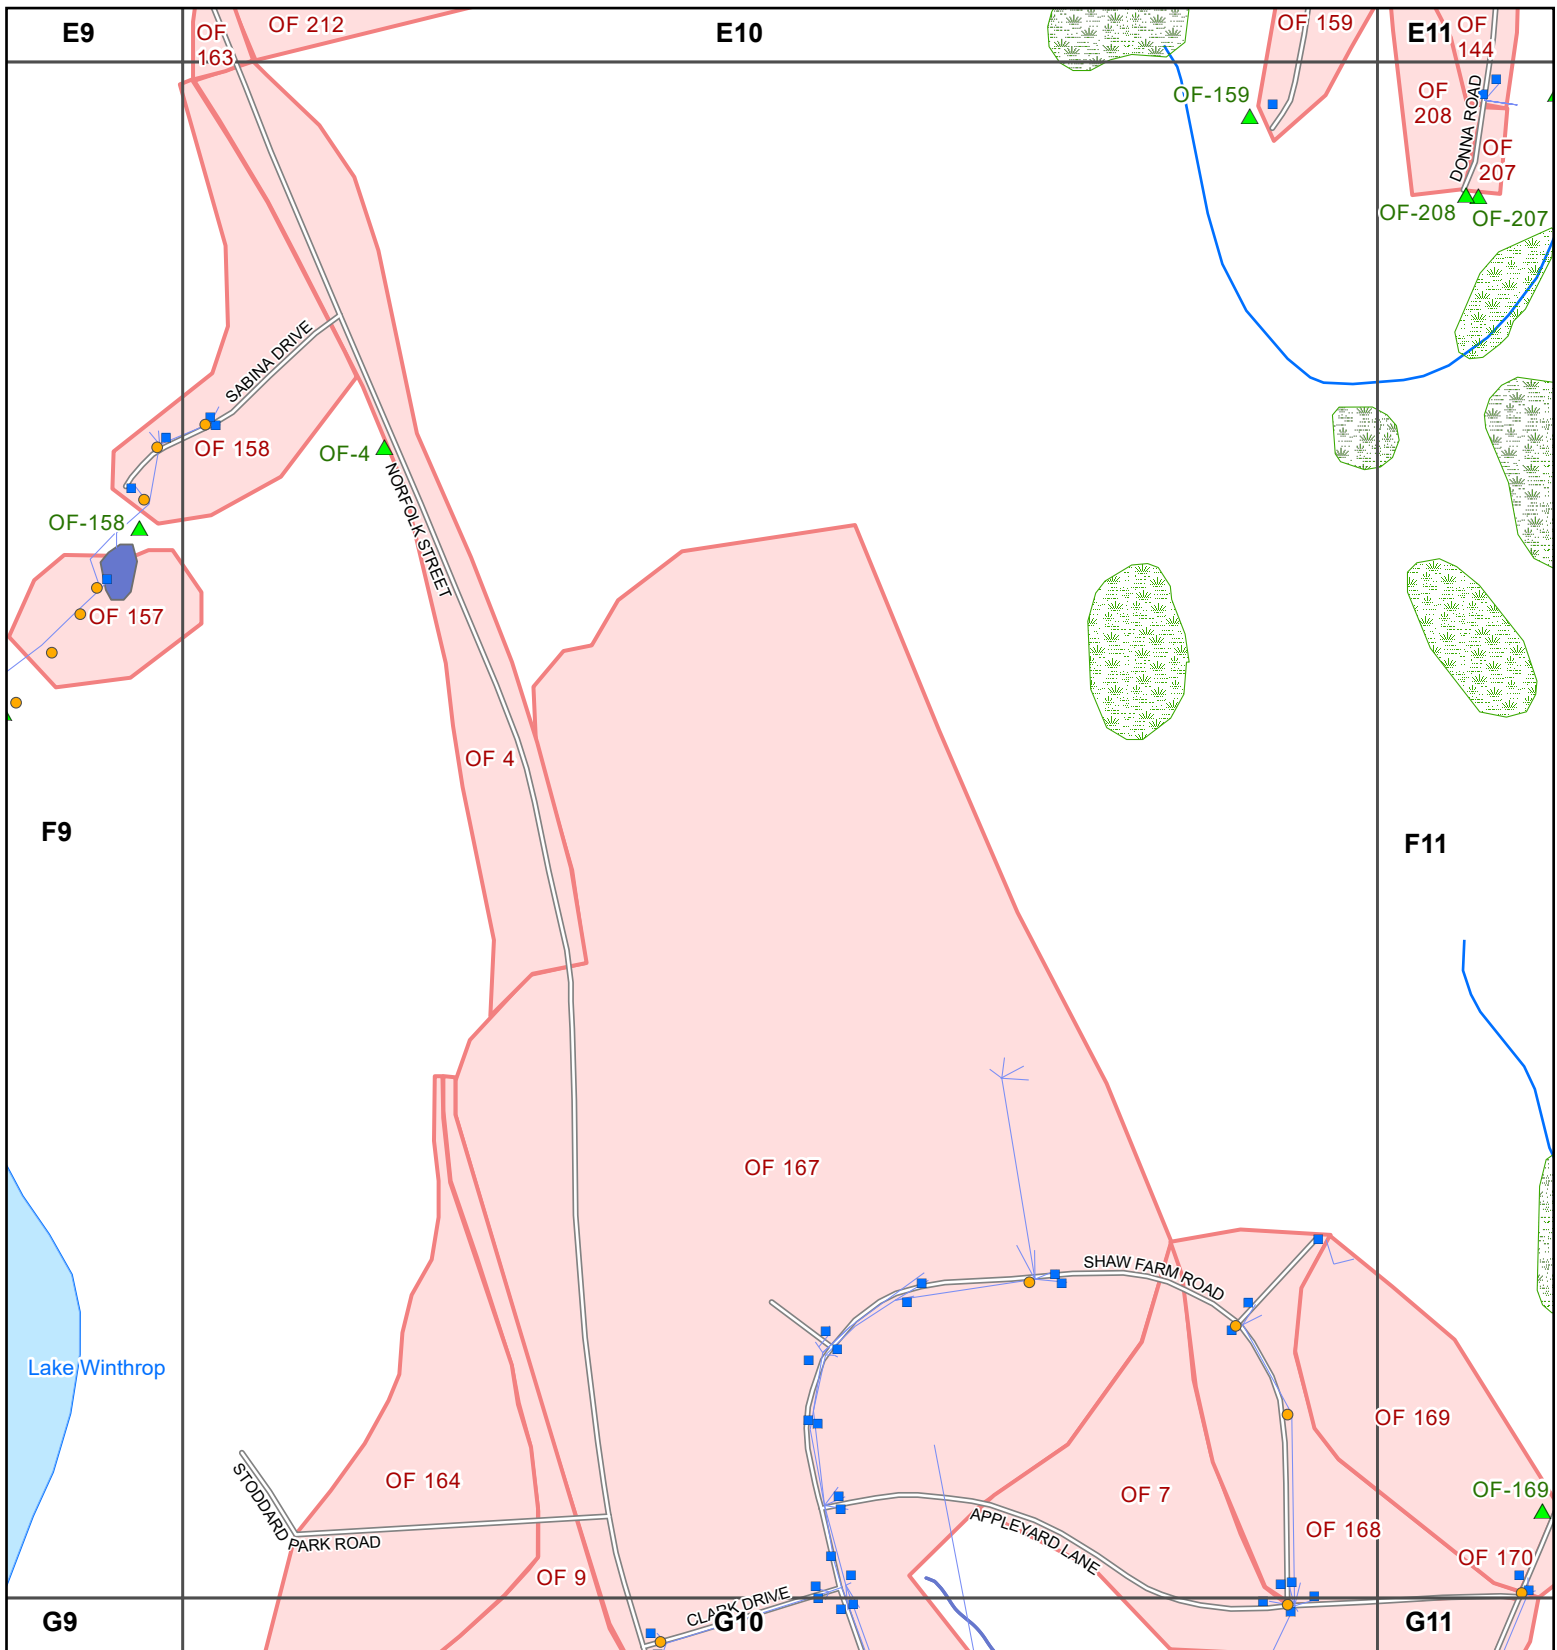 E9
OF
163
OF 212
E10
OF 159
E11
OF
144
OF-159
OF
208
DONNA ROAD
OF
207
OF-208
OF-207
SABINA DRIVE
OF 158
OF-4
NORFOLK STREET
OF-158
OF 157
OF 4
F9
F11
OF 167
SHAW FARM ROAD
Lake Winthrop
OF 169
STODDARD
PARK ROAD
OF 164
OF 7
OF-169
APPLEYARD LANE
OF 168
OF 170
OF 9
CLARK DRIVE
G9
G10
G11